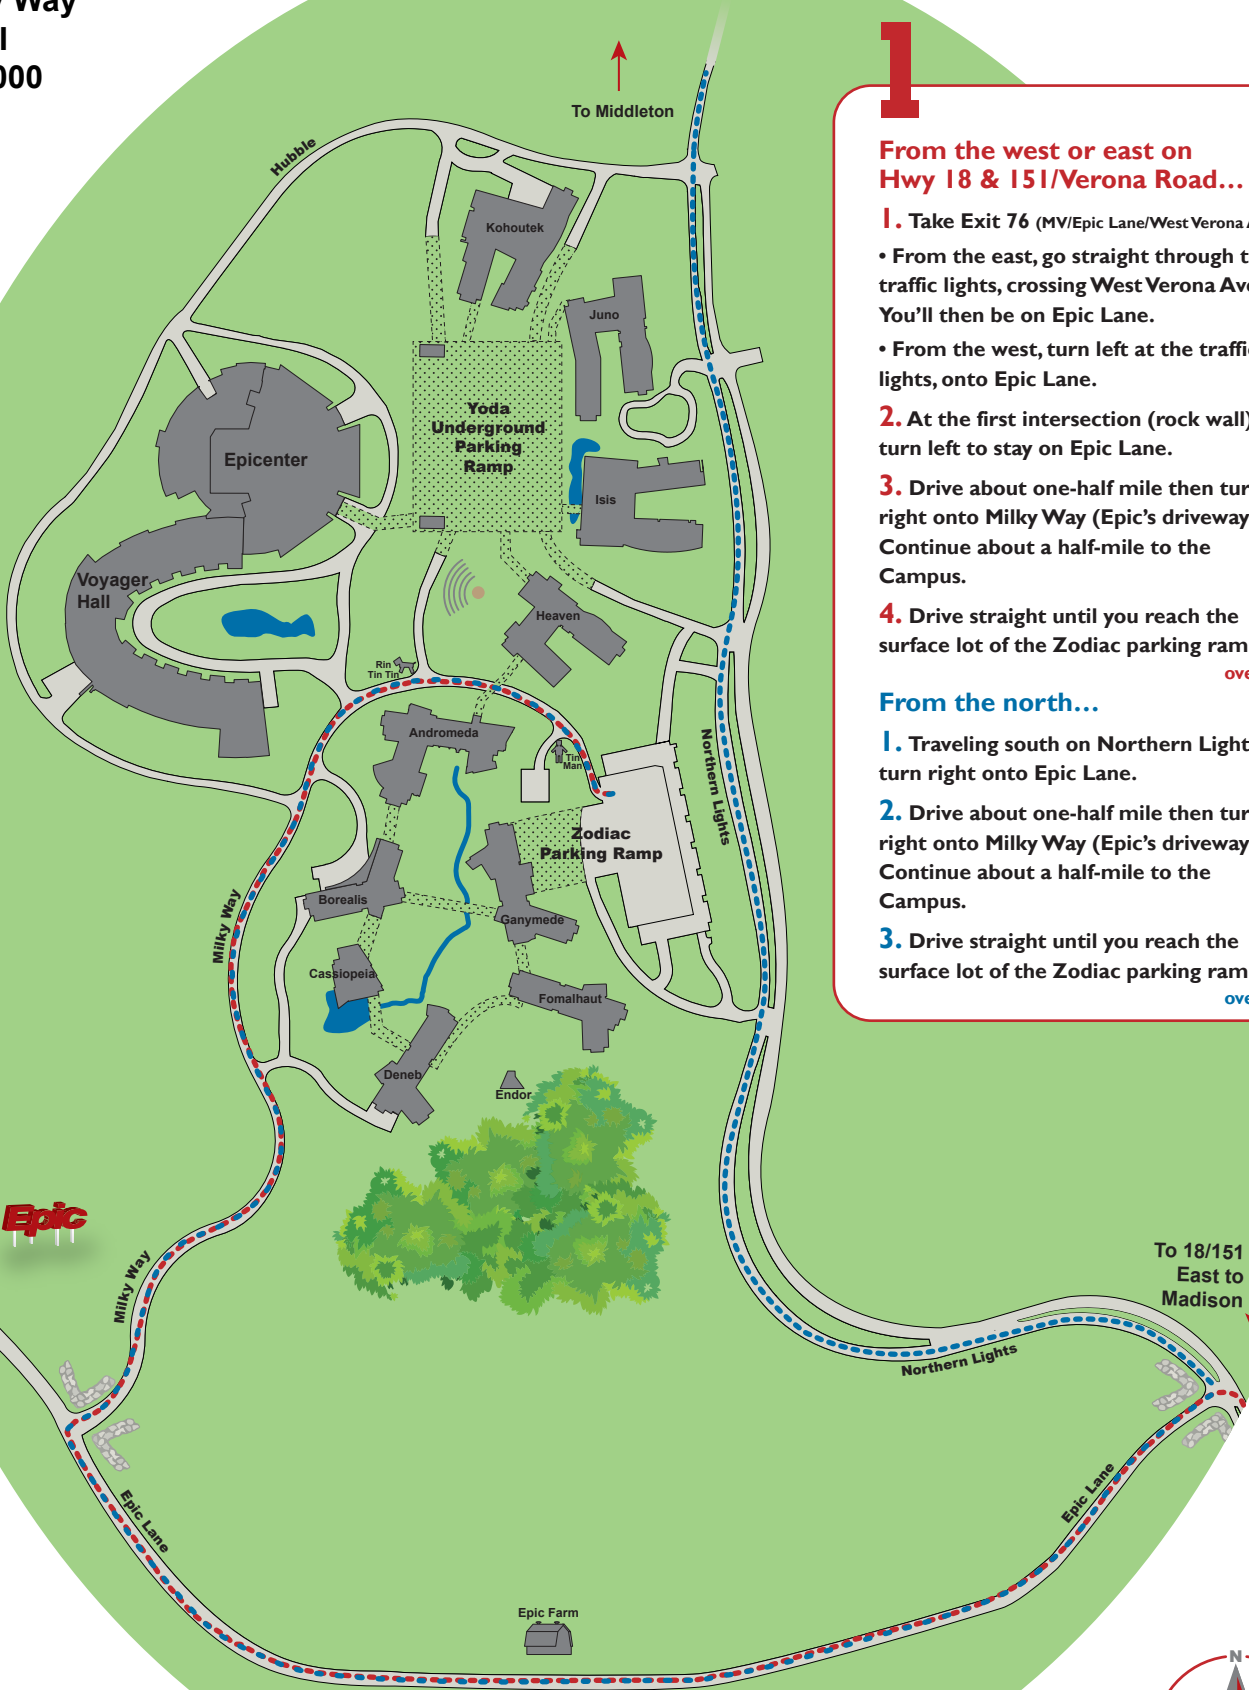 Way
000
To Middleton
Hubble
Kohoutek
Juno
Yoda
Underground
Parking
Ramp
Epicenter
Isis
Voyager
Hall
Heaven
Rin
Tin Tin
Andromeda
Tin
Man
Northern Lights
Zodiac
Parking Ramp
Borealis
Ganymede
Milky Way
Cassiopeia
Fomalhaut
Deneb
Endor
Epic
Milky Way
To 18/151
East to
Madison
Northern Lights
Epic Lane
Epic Lane
Epic Farm
N
1
From the west or east on
Hwy 18 & 151/Verona Road…
1. Take Exit 76 (MV/Epic Lane/West Verona
• From the east, go straight through
traffic lights, crossing West Verona
You'll then be on Epic Lane.
• From the west, turn left at the
lights, onto Epic Lane.
2. At the first intersection (rock wall)
turn left to stay on Epic Lane.
3. Drive about one-half mile then
right onto Milky Way (Epic's driveway
Continue about a half-mile to the
Campus.
4. Drive straight until you reach the
surface lot of the Zodiac parking
From the north…
1. Traveling south on Northern
turn right onto Epic Lane.
2. Drive about one-half mile then
right onto Milky Way (Epic's driveway
Continue about a half-mile to the
Campus.
3. Drive straight until you reach the
surface lot of the Zodiac parking